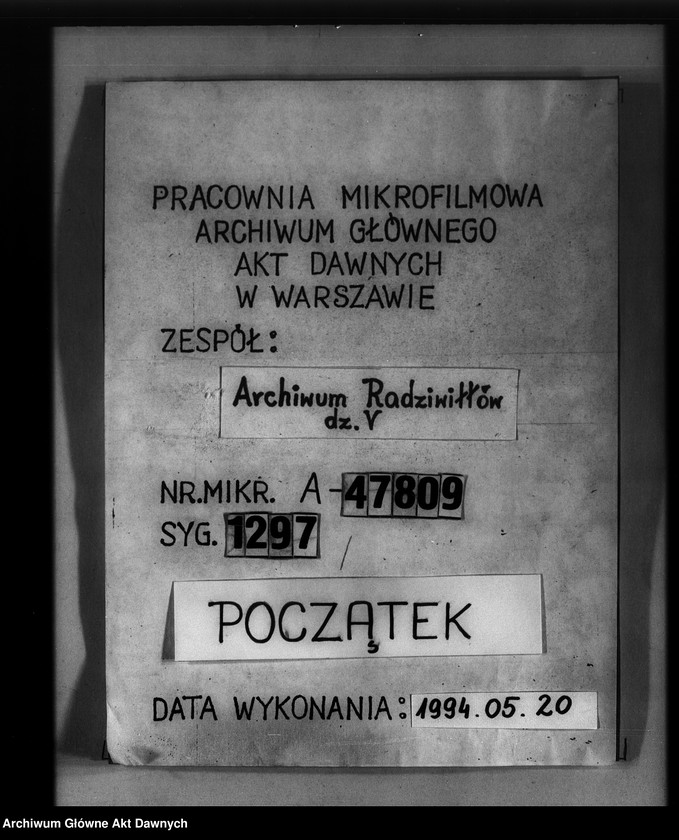 PRACOWNIA MIKROFILMOWA
ARCHIWUM GŁÓWNEGO
AKT DAWNYCH
W WARSZAWIE
ZESPÓŁ:
Archiwum Radziwiłłów
dz. V
NR.MIKR. A-47809
SYG. 1297
POCZĄTEK
DATA WYKONANIA: 1994.05.20
Archiwum Główne Akt Dawnych